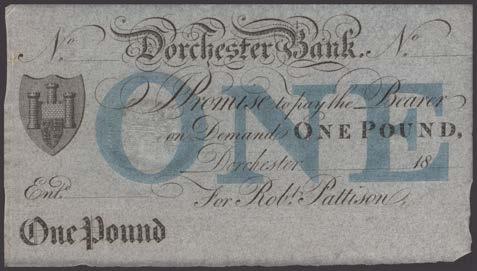 No. Dorchester Bank. No.
I Promise to pay the Bearer
on Demand ONE POUND,
Dorchester 18
Entd.
For Robt. Pattison,
One Pound
ONE